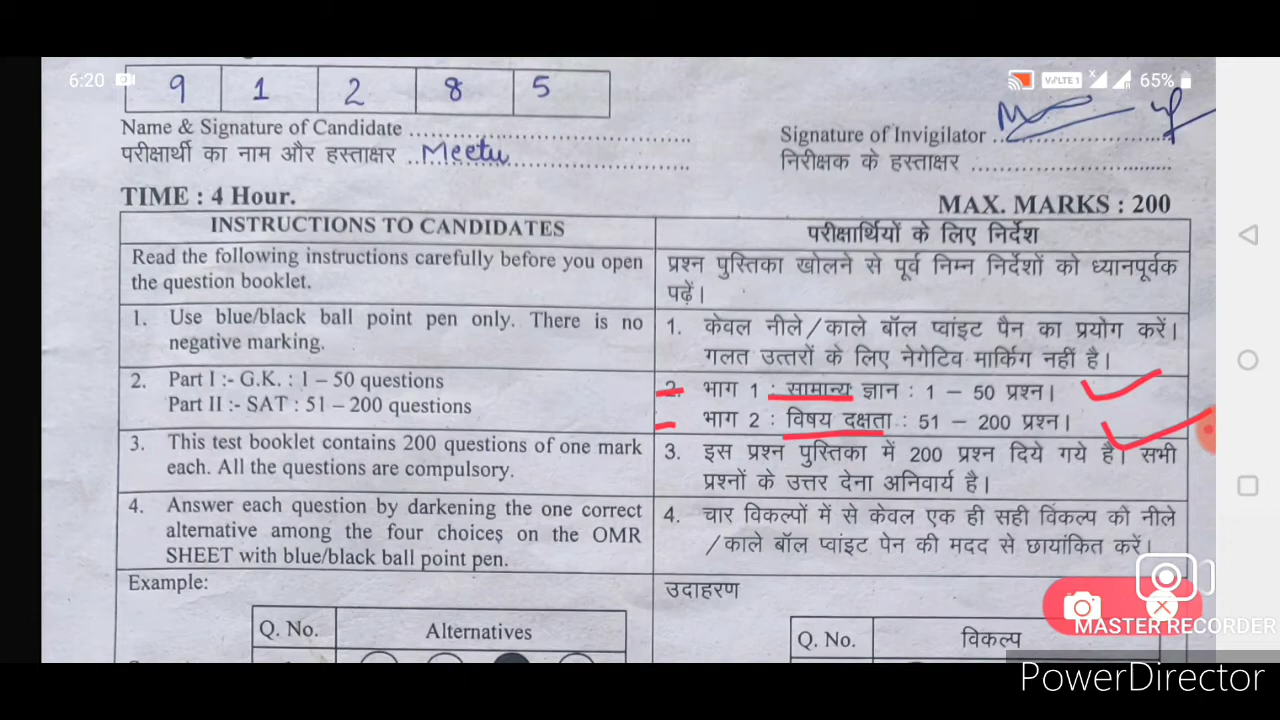 6:20
VoLTE 1
X
65%
9 1 2 8 5
Name & Signature of Candidate
परीक्षार्थी का नाम और हस्ताक्षर Meetu
Signature of Invigilator
निरीक्षक के हस्ताक्षर
TIME : 4 Hour.
MAX. MARKS : 200
INSTRUCTIONS TO CANDIDATES
Read the following instructions carefully before you open
the question booklet.
1. Use blue/black ball point pen only. There is no
negative marking.
2. Part I :- G.K. : 1 – 50 questions
Part II :- SAT : 51 – 200 questions
3. This test booklet contains 200 questions of one mark
each. All the questions are compulsory.
4. Answer each question by darkening the one correct
alternative among the four choices on the OMR
SHEET with blue/black ball point pen.
Example:
Q. No. Alternatives
परीक्षार्थियों के लिए निर्देश
प्रश्न पुस्तिका खोलने से पूर्व निम्न निर्देशों को ध्यानपूर्वक
पढ़ें।
1. केवल नीले/काले बॉल प्वांइट पैन का प्रयोग करें।
गलत उत्तरों के लिए नेगेटिव मार्किंग नहीं है।
2. भाग 1 : सामान्य ज्ञान : 1 – 50 प्रश्न।
भाग 2 : विषय दक्षता : 51 – 200 प्रश्न।
3. इस प्रश्न पुस्तिका में 200 प्रश्न दिये गये है। सभी
प्रश्नों के उत्तर देना अनिवार्य है।
4. चार विकल्पों में से केवल एक ही सही विकल्प को नीले
/काले बॉल प्वांइट पेन की मदद से छायांकित करें।
उदाहरण
Q. No. विकल्प
MASTER RECORDER
PowerDirector